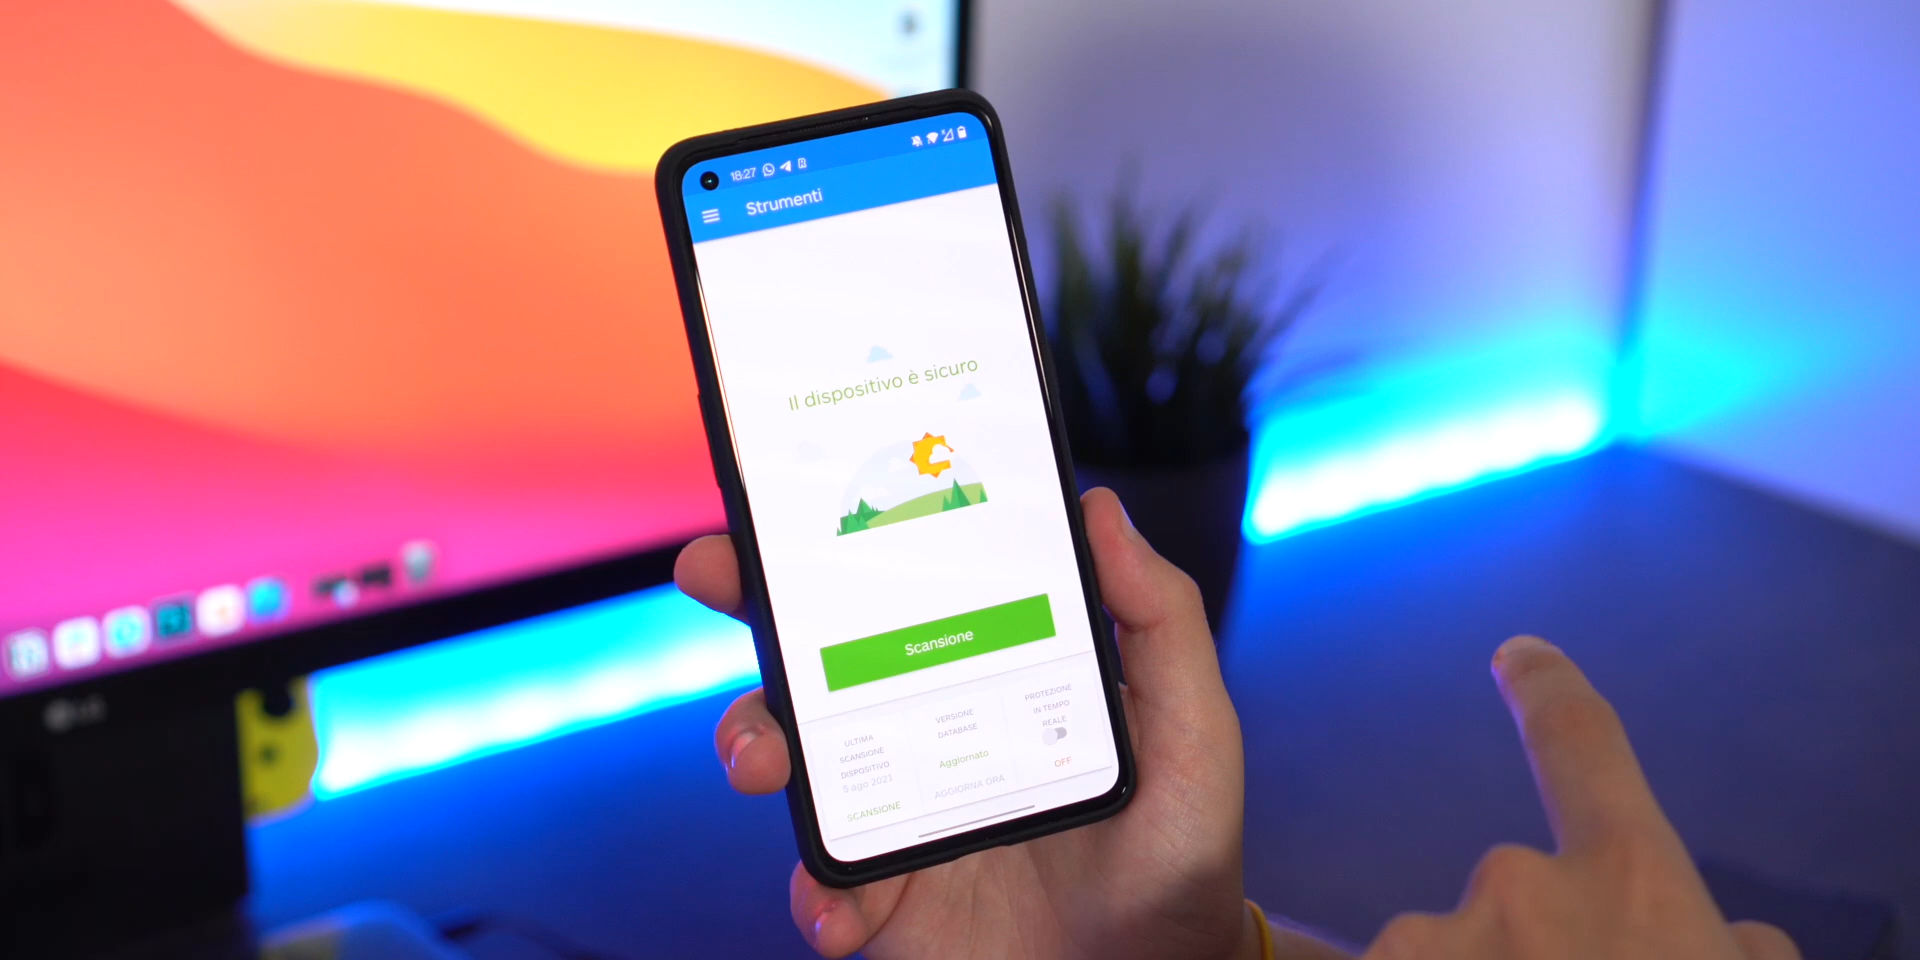 18:27
Strumenti
Il dispositivo è sicuro
Scansione
ULTIMA
SCANSIONE
DISPOSITIVO
5 ago 2021
SCANSIONE
VERSIONE
DATABASE
Aggiornato
AGGIORNA ORA
PROTEZIONE
IN TEMPO
REALE
OFF